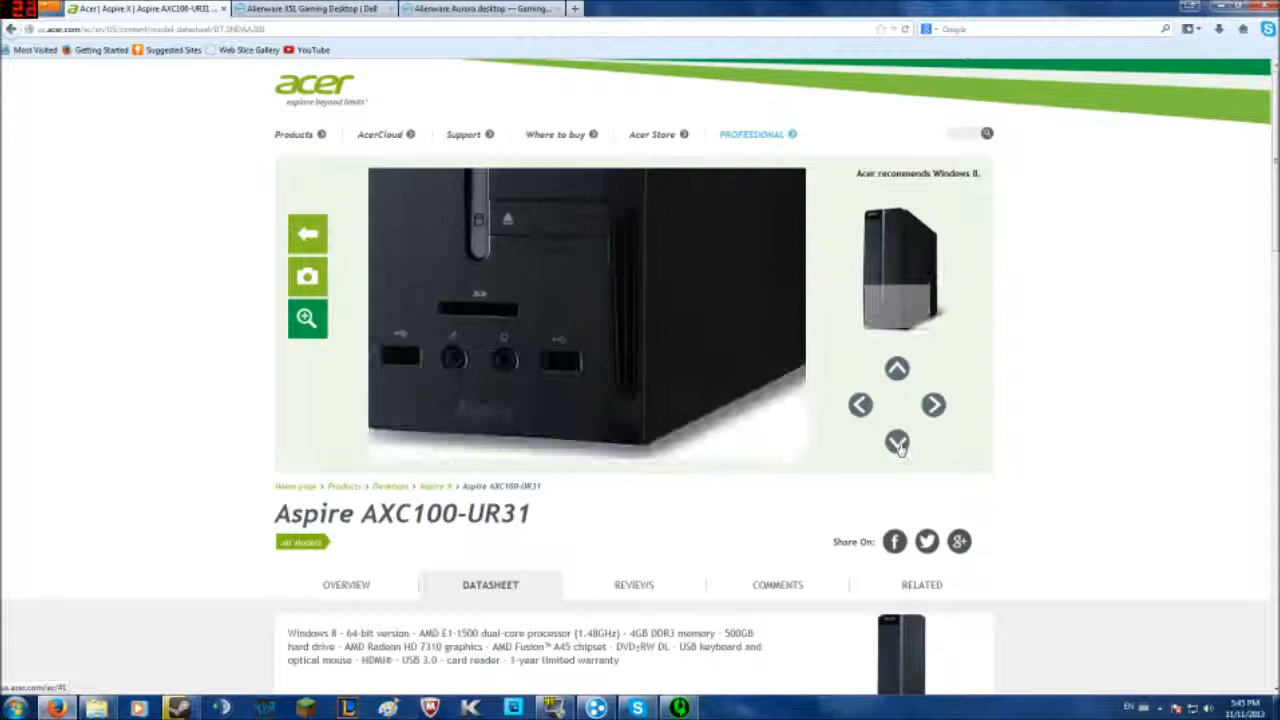 Acer | Aspire X | Aspire AXC100-UR31 ...
Alienware X51 Gaming Desktop | Dell
Alienware Aurora desktop — Gaming...
us.acer.com/ac/en/US/content/model-datasheet/DT.SNEAA.001
Google
Most Visited
Getting Started
Suggested Sites
Web Slice Gallery
YouTube
acer
explore beyond limits™
Products
AcerCloud
Support
Where to buy
Acer Store
PROFESSIONAL
Acer recommends Windows 8.
Home page > Products > Desktops > Aspire X > Aspire AXC100-UR31
Aspire AXC100-UR31
All Models
Share On:
OVERVIEW
DATASHEET
REVIEWS
COMMENTS
RELATED
Windows 8 - 64-bit version - AMD E1-1500 dual-core processor (1.48GHz) - 4GB DDR3 memory - 500GB
hard drive - AMD Radeon HD 7310 graphics - AMD Fusion™ A45 chipset - DVD±RW DL - USB keyboard and
optical mouse - HDMI® - USB 3.0 - card reader - 1-year limited warranty
us.acer.com/ac/#1
EN
5:45 PM
11/11/2013